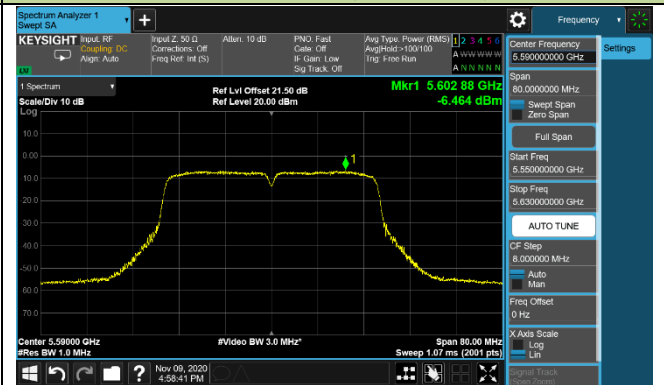 Spectrum Analyzer 1
Swept SA
+
Frequency
KEYSIGHT
Input: RF
Coupling: DC
Align: Auto
Input Z: 50 Ω
Corrections: Off
Freq Ref: Int (S)
Atten: 10 dB
PNO: Fast
Gate: Off
IF Gain: Low
Sig Track: Off
Avg Type: Power (RMS)
Avg|Hold:>100/100
Trig: Free Run
1 2 3 4 5 6
A W W W W W
A N N N N N
LXI
1 Spectrum
Scale/Div 10 dB
Log
Ref Lvl Offset 21.50 dB
Ref Level 20.00 dBm
Mkr1 5.602 88 GHz
-6.464 dBm
10.0
0.00
-10.0
-20.0
-30.0
-40.0
-50.0
-60.0
-70.0
1
Center 5.59000 GHz
#Res BW 1.0 MHz
#Video BW 3.0 MHz*
Span 80.00 MHz
Sweep 1.07 ms (2001 pts)
Nov 09, 2020
4:58:41 PM
?
Center Frequency
5.590000000 GHz
Settings
Span
80.0000000 MHz
Swept Span
Zero Span
Full Span
Start Freq
5.550000000 GHz
Stop Freq
5.630000000 GHz
AUTO TUNE
CF Step
8.000000 MHz
Auto
Man
Freq Offset
0 Hz
X Axis Scale
Log
Lin
Signal Track
(Span Zoom)